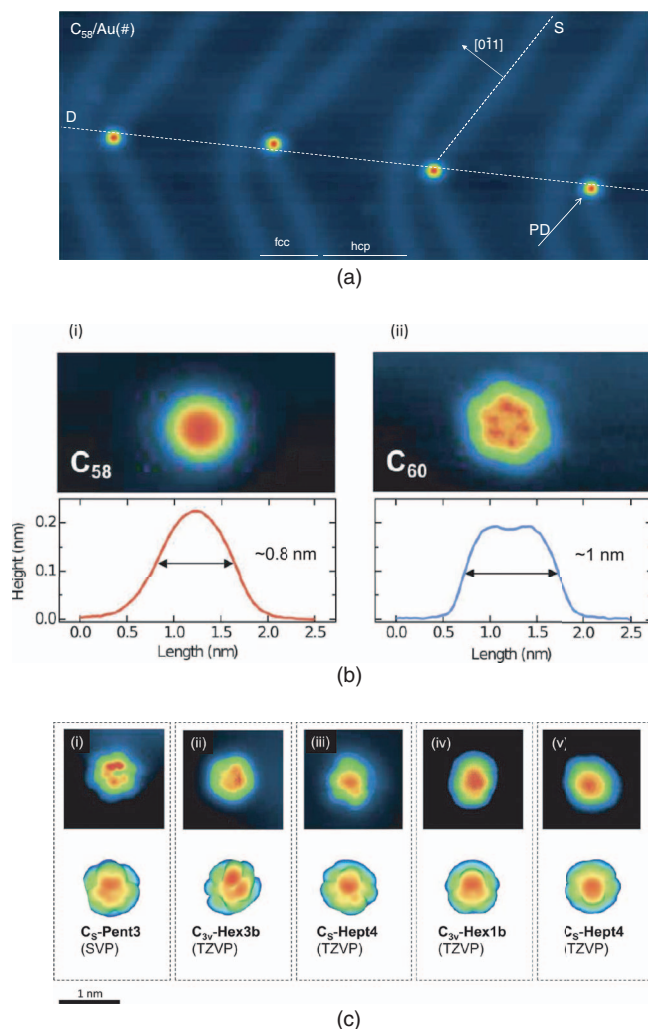 C58/Au(#)
S
[01̄1]
D
PD
fcc
hcp
(a)
(i)
(ii)
C58
C60
Height (nm)
0.2
0.1
0.0
~0.8 nm
~1 nm
0.0 0.5 1.0 1.5 2.0 2.5
0.0 0.5 1.0 1.5 2.0 2.5
Length (nm)
Length (nm)
(b)
(i) (ii) (iii) (iv) (v)
CS-Pent3 C3v-Hex3b CS-Hept4 C3v-Hex1b CS-Hept4
(SVP) (TZVP) (TZVP) (TZVP) (TZVP)
1 nm
(c)